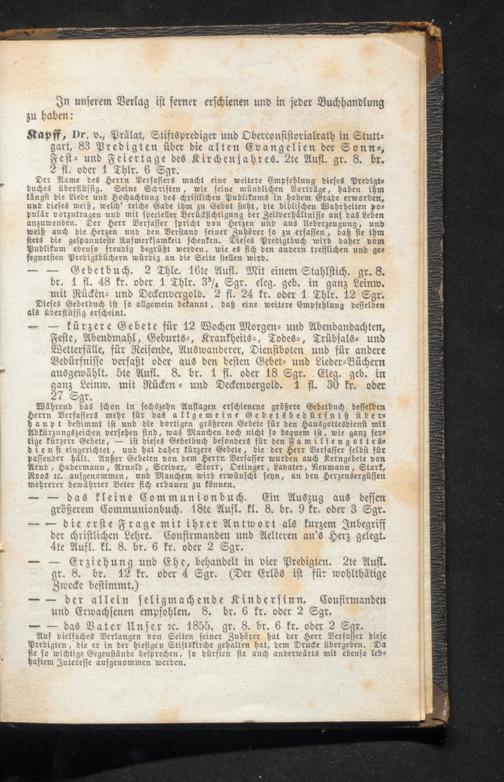 In unserem Verlag ist ferner erschienen und in jeder Buchhandlung
zu haben:
Kapff, Dr. v., Prälat, Stiftsprediger und Oberconsistorialrath in Stutt-
gart, 83 Predigten über die alten Evangelien der Sonn-,
Fest- und Feiertage des Kirchenjahres. 2te Aufl. gr. 8. br.
2 fl. oder 1 Thlr. 6 Sgr.
Der Name des Herrn Verfassers macht eine weitere Empfehlung dieses Predigt-
buches überflüssig. Seine Schriften, wie seine mündlichen Vorträge, haben ihm
längst die Liebe und Hochachtung des christlichen Publikums in hohem Grade erworben,
und dieses weiß, welch' reiche Gabe ihm zu Gebot steht, die biblischen Wahrheiten po-
pulär vorzutragen und mit specieller Berücksichtigung der Zeitverhältnisse auf das Leben
anzuwenden. Der Herr Verfasser spricht von Herzen und aus Ueberzeugung, und
weiß auch die Herzen und den Verstand seiner Zuhörer so zu erfassen, daß sie ihm
stets die gespannteste Aufmerksamkeit schenken. Dieses Predigtbuch wird daher vom
Publikum ebenso freudig begrüßt werden, wie es sich den andern trefflichen und ge-
segneten Predigtbüchern würdig an die Seite stellen wird.
— — Gebetbuch. 2 Thle. 16te Aufl. Mit einem Stahlstich. gr. 8.
br. 1 fl. 48 kr. oder 1 Thlr. 3¾ Sgr. eleg. geb. in ganz Leinw.
mit Rücken- und Deckenvergold. 2 fl. 24 kr. oder 1 Thlr. 12 Sgr.
Dieses Gebetbuch ist so allgemein bekannt, daß eine weitere Empfehlung desselben
als überflüssig erscheint.
— — kürzere Gebete für 12 Wochen Morgen- und Abendandachten,
Feste, Abendmahl, Geburts-, Krankheits-, Todes-, Trübsals- und
Wetterfälle, für Reisende, Auswanderer, Dienstboten und für andere
Bedürfnisse verfaßt oder aus den besten Gebet- und Lieder-Büchern
ausgewählt. 6te Aufl. 8. br. 1 fl. oder 18 Sgr. Eleg. geb. in
ganz Leinw. mit Rücken- und Deckenvergold. 1 fl. 30 kr. oder
27 Sgr.
Während das schon in sechszehn Auflagen erschienene größere Gebetbuch desselben
Herrn Verfassers mehr für das allgemeine Gebetsbedürfniß über-
haupt bestimmt ist und die dortigen größeren Gebete für den Hausgottesdienst mit
Abkürzungszeichen versehen sind, was Manchen doch nicht so bequem ist, wie ganz fer-
tige kürzere Gebete, — ist dieses Gebetbuch besonders für den Familiengottes-
dienst eingerichtet, und hat daher kürzere Gebete, die der Herr Verfasser selbst für
passender hält. Außer Gebeten von dem Herrn Verfasser wurden auch Kerngebete von
Arnd, Habermann, Arnold, Scriver, Storr, Oetinger, Lavater, Neumann, Stark,
Roos ꝛc. aufgenommen, und Manchem wird erwünscht seyn, an den Herzensergüssen
mehrerer bewährter Beter sich erbauen zu können.
— — das kleine Communionbuch. Ein Auszug aus dessen
größerem Communionbuch. 18te Aufl. kl. 8. br. 9 kr. oder 3 Sgr.
— — die erste Frage mit ihrer Antwort als kurzem Inbegriff
der christlichen Lehre. Confirmanden und Aelteren an's Herz gelegt.
4te Aufl. kl. 8. br. 6 kr. oder 2 Sgr.
— — Erziehung und Ehe, behandelt in vier Predigten. 2te Aufl.
gr. 8. br. 12 kr. oder 4 Sgr. (Der Erlös ist für wohlthätige
Zwecke bestimmt.)
— — der allein seligmachende Kindersinn. Confirmanden
und Erwachsenen empfohlen. 8. br. 6 kr. oder 2 Sgr.
— — das Vater Unser ꝛc. 1855. gr. 8. br. 6 kr. oder 2 Sgr.
Auf vielfaches Verlangen von Seiten seiner Zuhörer hat der Herr Verfasser diese
Predigten, die er in der hiesigen Stiftskirche gehalten hat, dem Drucke übergeben. Da
sie so wichtige Gegenstände besprechen, so dürften sie auch anderwärts mit ebenso leb-
haftem Interesse aufgenommen werden.